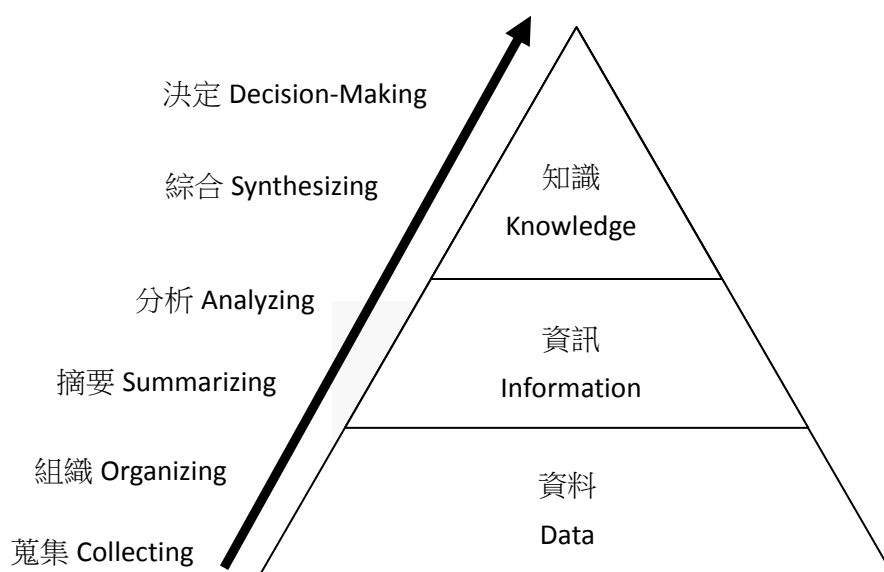 決定 Decision-Making
綜合 Synthesizing
知識
Knowledge
分析 Analyzing
摘要 Summarizing
資訊
Information
組織 Organizing
蒐集 Collecting
資料
Data